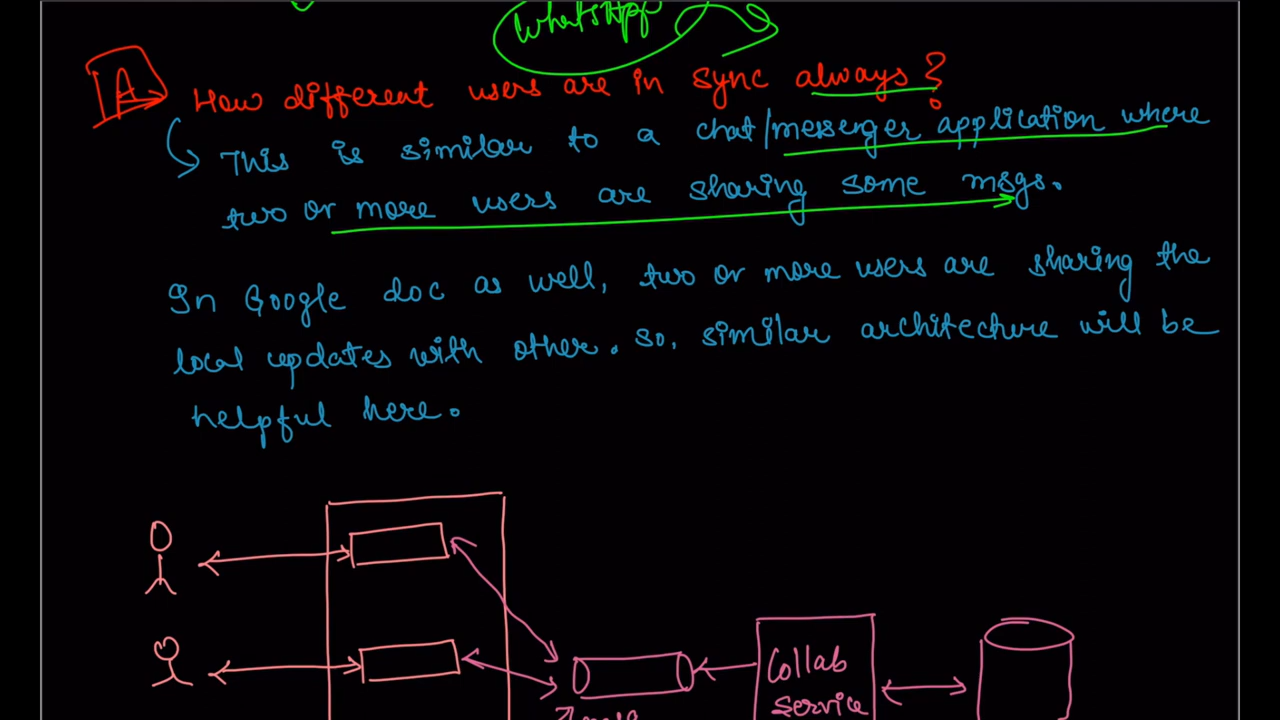 WhatsApp
A How different users are in sync always?
This is similar to a chat/messenger application where
two or more users are sharing some msgs.
In Google doc as well, two or more users are sharing the
local updates with other. so, similar architecture will be
helpful here.
Collab
Service